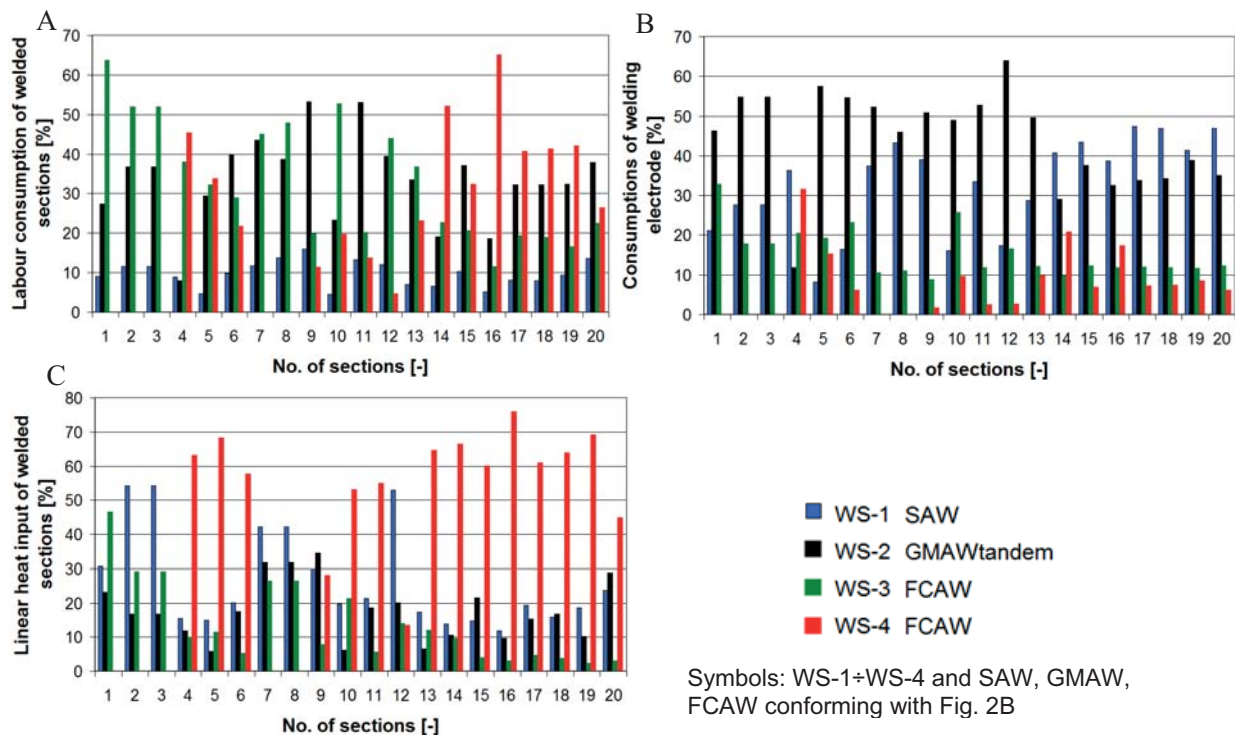 A
Labour consumption of welded
sections [%]
70
60
50
40
30
20
10
0
1 2 3 4 5 6 7 8 9 10 11 12 13 14 15 16 17 18 19 20
No. of sections [-]
B
Consumptions of welding
electrode [%]
70
60
50
40
30
20
10
0
1 2 3 4 5 6 7 8 9 10 11 12 13 14 15 16 17 18 19 20
No. of sections [-]
C
Linear heat input of welded
sections [%]
80
70
60
50
40
30
20
10
0
1 2 3 4 5 6 7 8 9 10 11 12 13 14 15 16 17 18 19 20
No. of sections [-]
WS-1 SAW
WS-2 GMAWtandem
WS-3 FCAW
WS-4 FCAW
Symbols: WS-1÷WS-4 and SAW, GMAW,
FCAW conforming with Fig. 2B